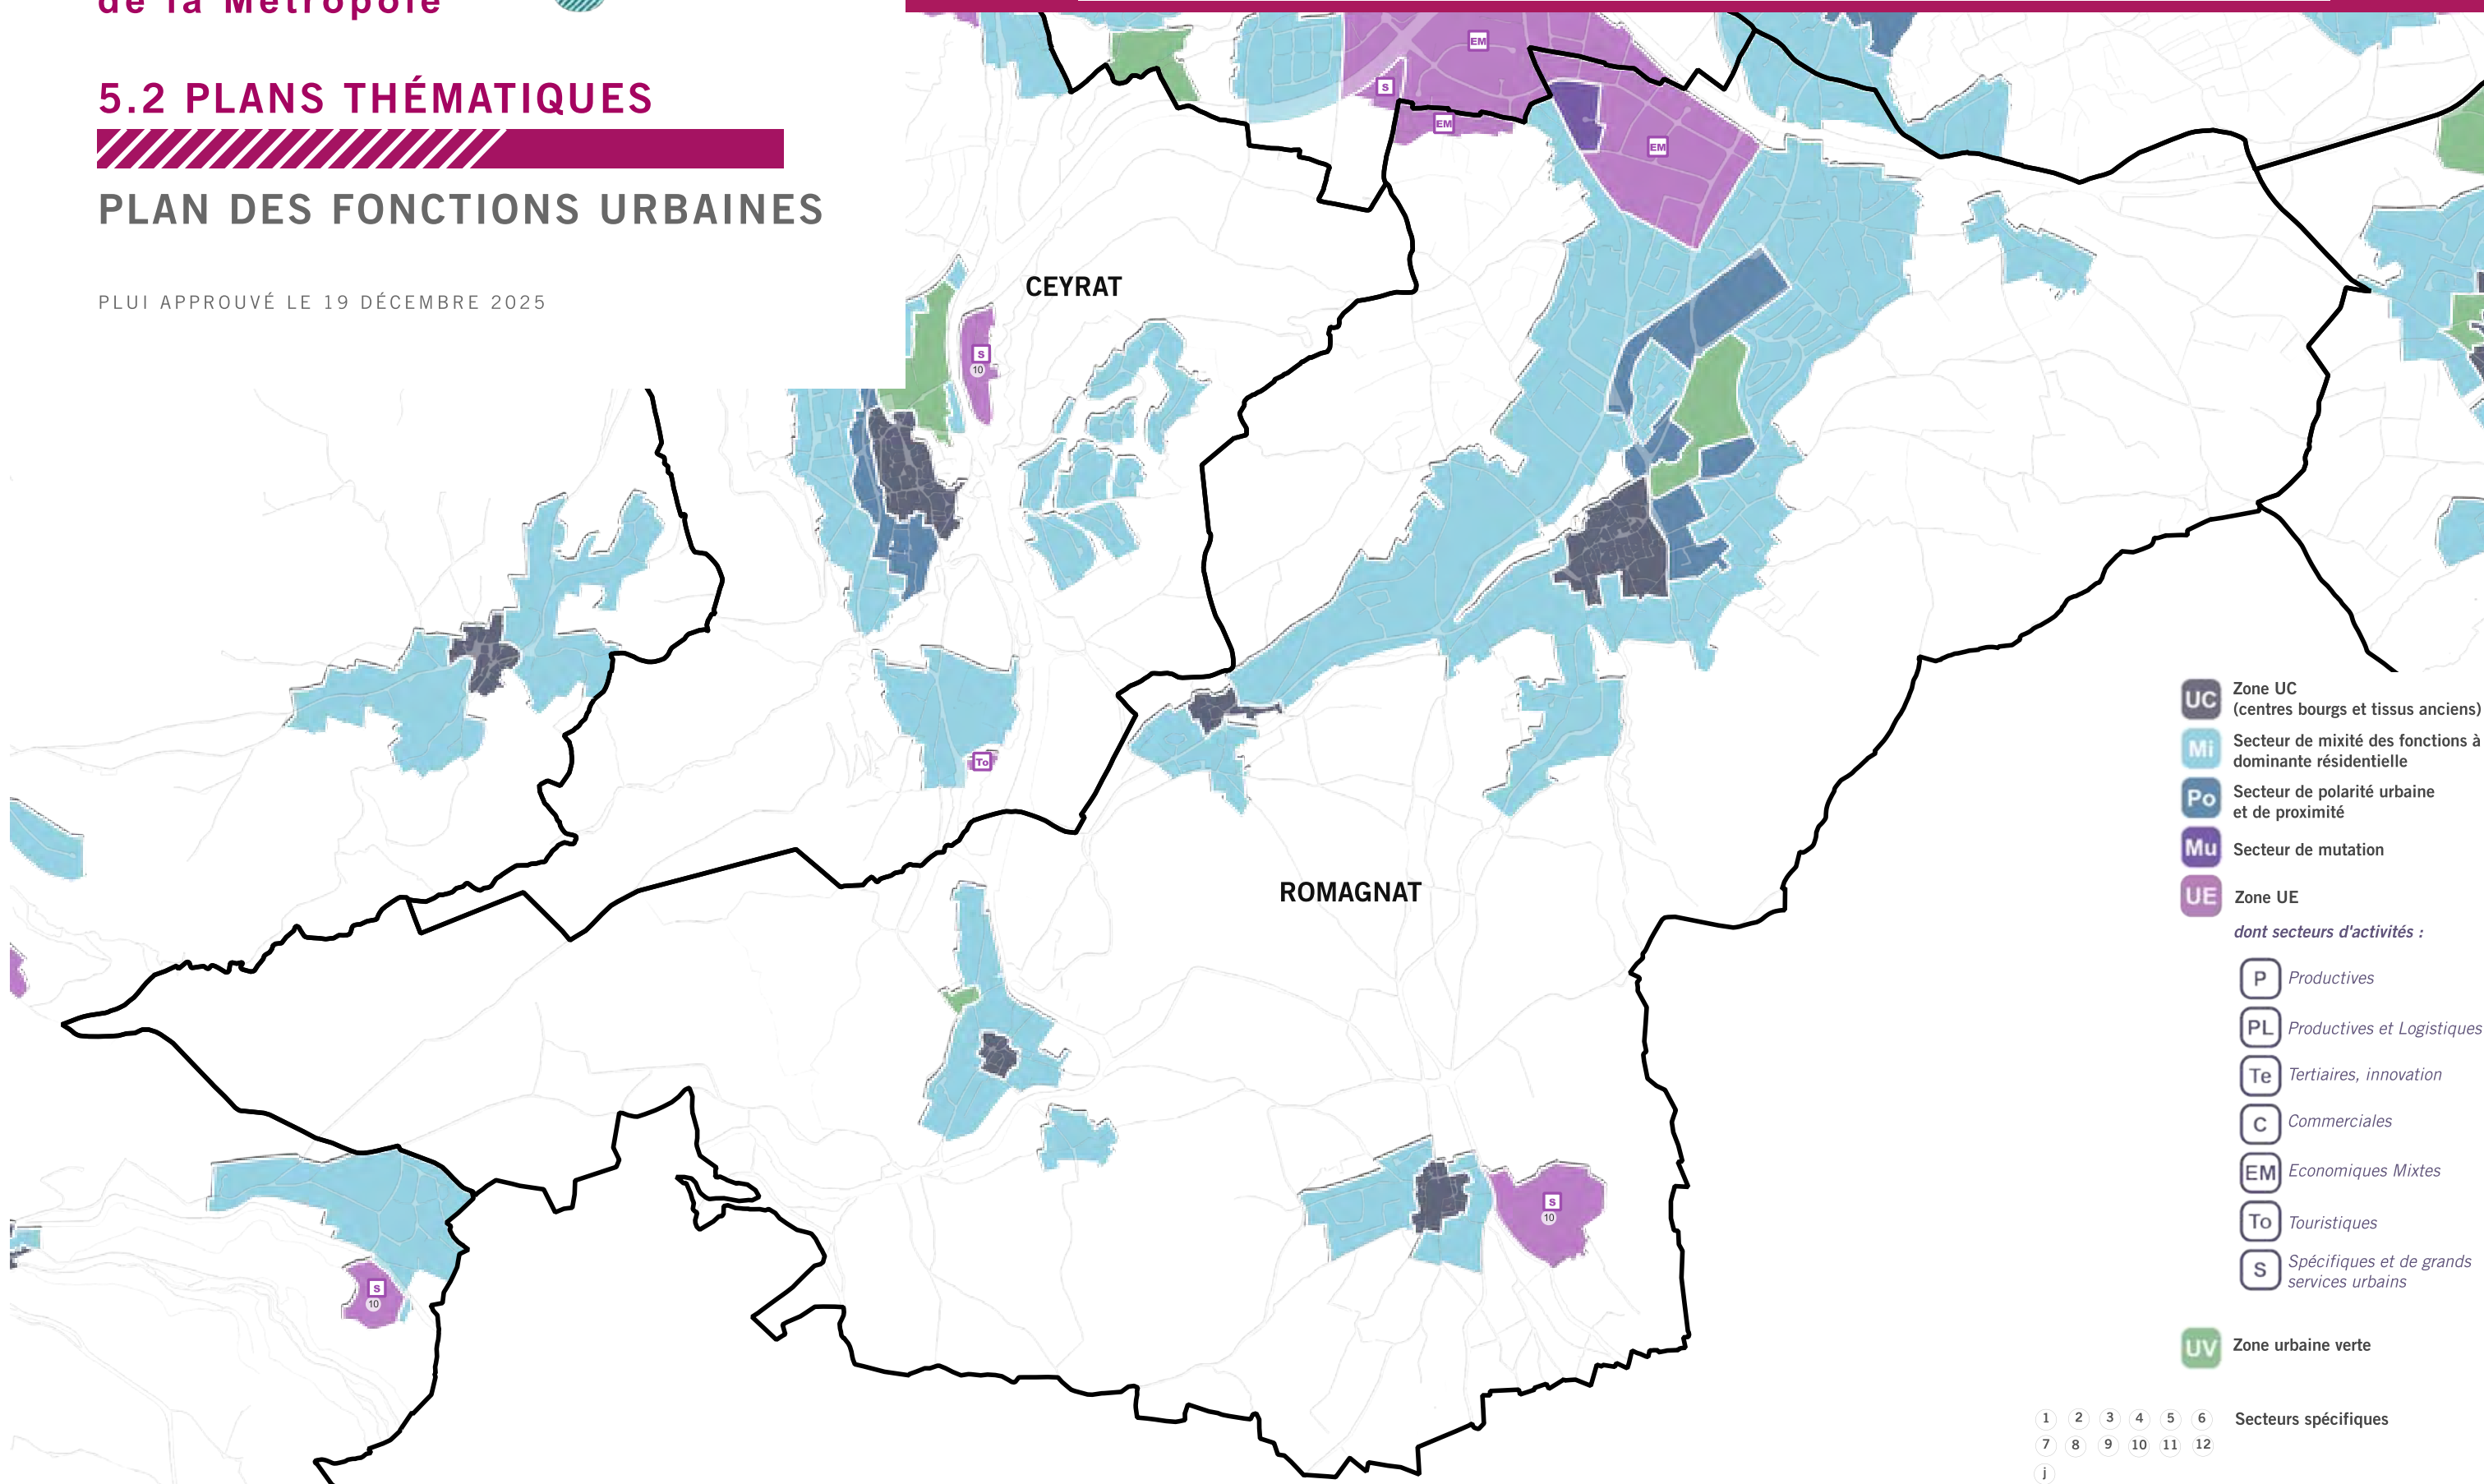 de la Métropole
5.2 PLANS THÉMATIQUES
PLAN DES FONCTIONS URBAINES
PLUI APPROUVÉ LE 19 DÉCEMBRE 2025
EM
S
EM
EM
CEYRAT
S
10
To
ROMAGNAT
S
10
S
10
UC Zone UC
(centres bourgs et tissus anciens)
Mi Secteur de mixité des fonctions à
dominante résidentielle
Po Secteur de polarité urbaine
et de proximité
Mu Secteur de mutation
UE Zone UE
dont secteurs d'activités :
P Productives
PL Productives et Logistiques
Te Tertiaires, innovation
C Commerciales
EM Economiques Mixtes
To Touristiques
S Spécifiques et de grands
services urbains
UV Zone urbaine verte
1 2 3 4 5 6 Secteurs spécifiques
7 8 9 10 11 12
j